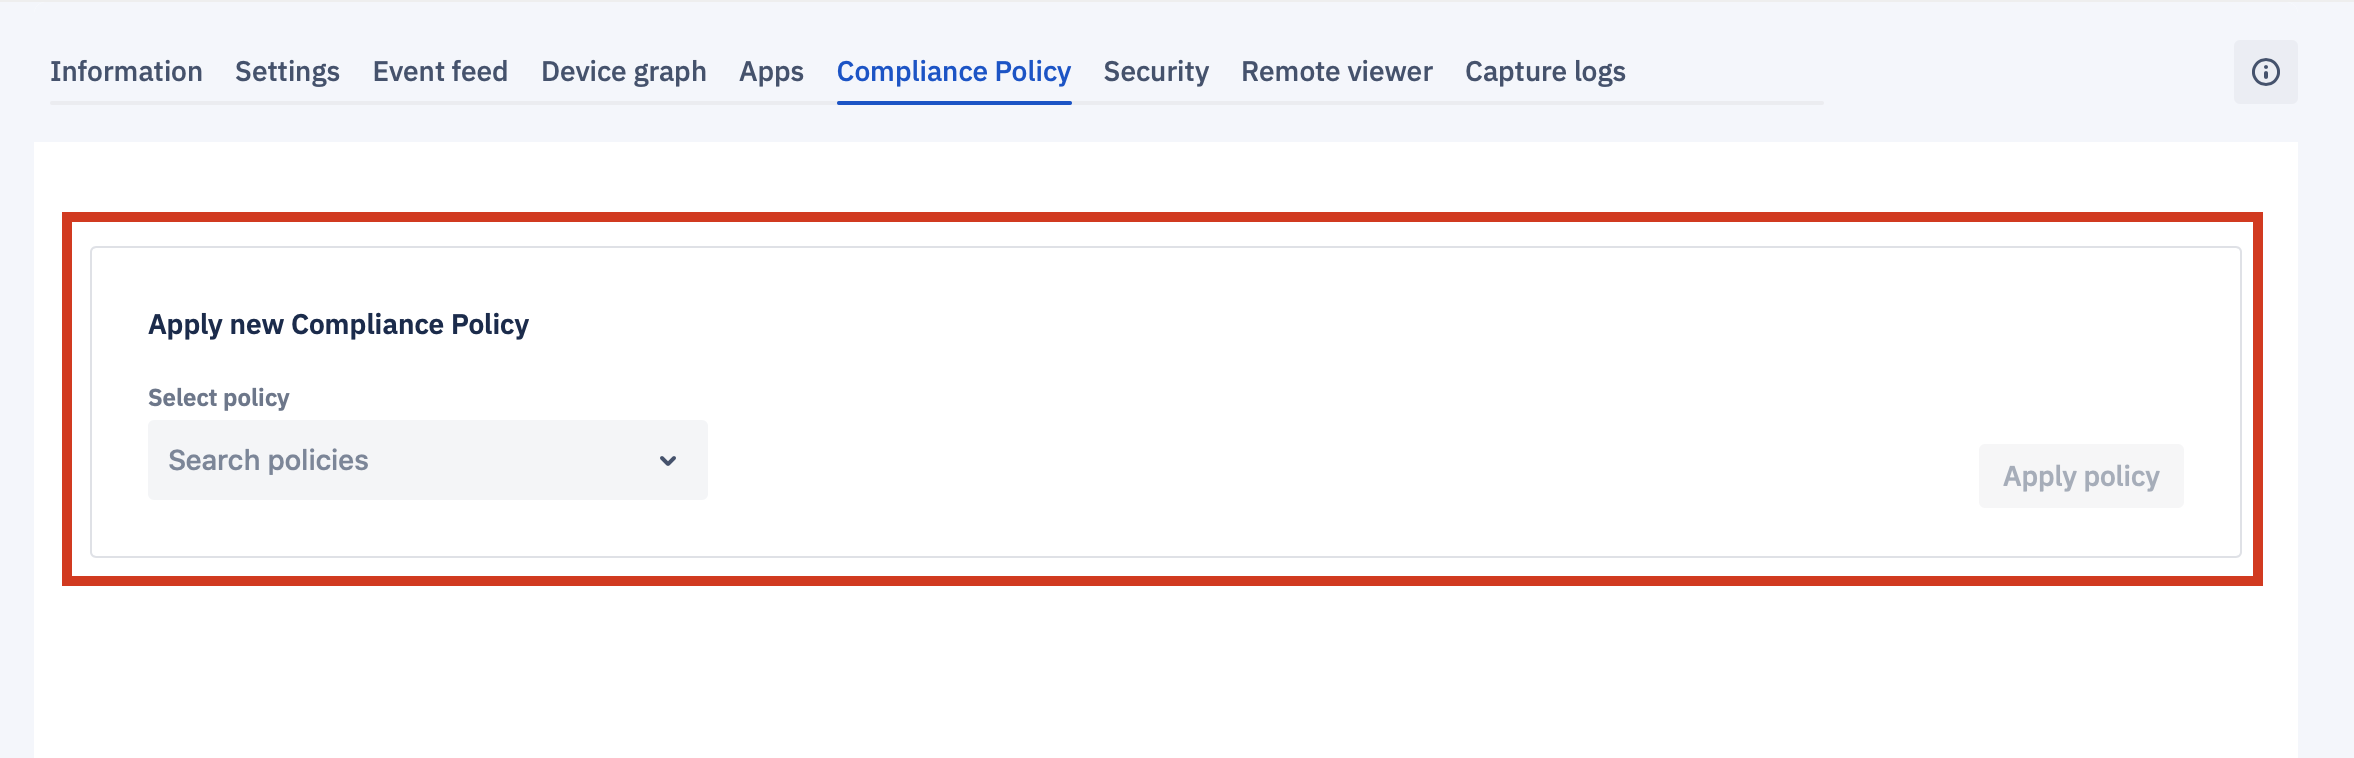 Information Settings Event feed Device graph Apps Compliance Policy Security Remote viewer Capture logs
Apply new Compliance Policy
Select policy
Search policies
Apply policy